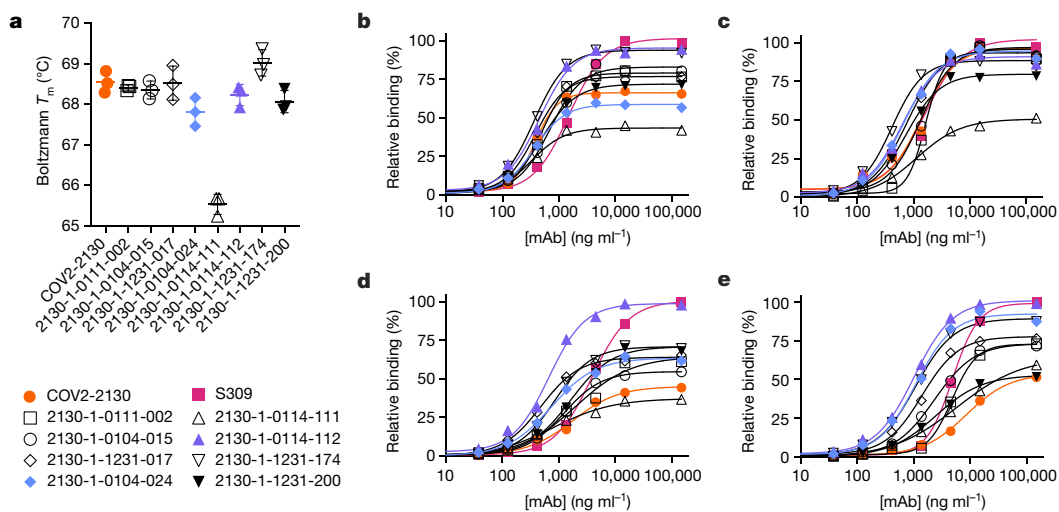 a
70
69
68
67
66
65
Boltzmann Tm (°C)
COV2-2130
2130-1-0111-002
2130-1-0104-015
2130-1-1231-017
2130-1-0104-024
2130-1-0114-111
2130-1-0114-112
2130-1-1231-174
2130-1-1231-200
b
Relative binding (%)
100
75
50
25
0
10 100 1,000 10,000 100,000
[mAb] (ng ml⁻¹)
c
Relative binding (%)
100
75
50
25
0
10 100 1,000 10,000 100,000
[mAb] (ng ml⁻¹)
COV2-2130
2130-1-0111-002
2130-1-0104-015
2130-1-1231-017
2130-1-0104-024
S309
2130-1-0114-111
2130-1-0114-112
2130-1-1231-174
2130-1-1231-200
d
Relative binding (%)
100
75
50
25
0
10 100 1,000 10,000 100,000
[mAb] (ng ml⁻¹)
e
Relative binding (%)
100
75
50
25
0
10 100 1,000 10,000 100,000
[mAb] (ng ml⁻¹)